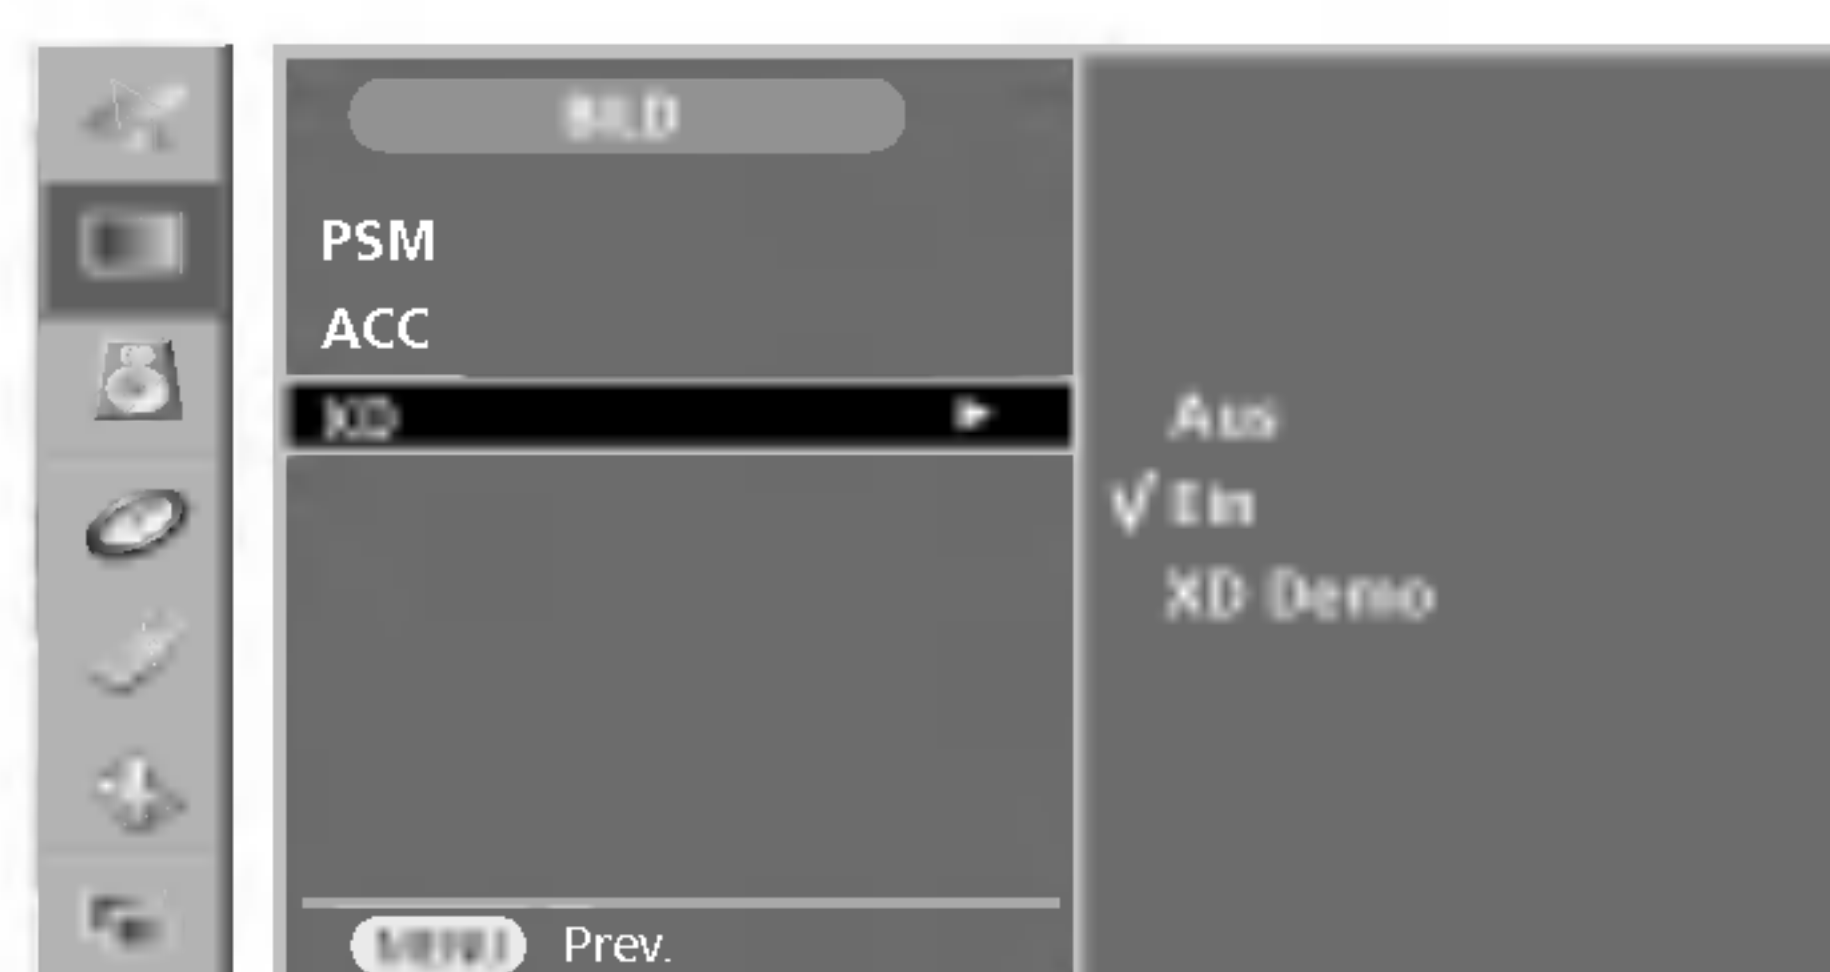 BILD
PSM
ACC
XD
Aus
Ein
XD Demo
MENU Prev.